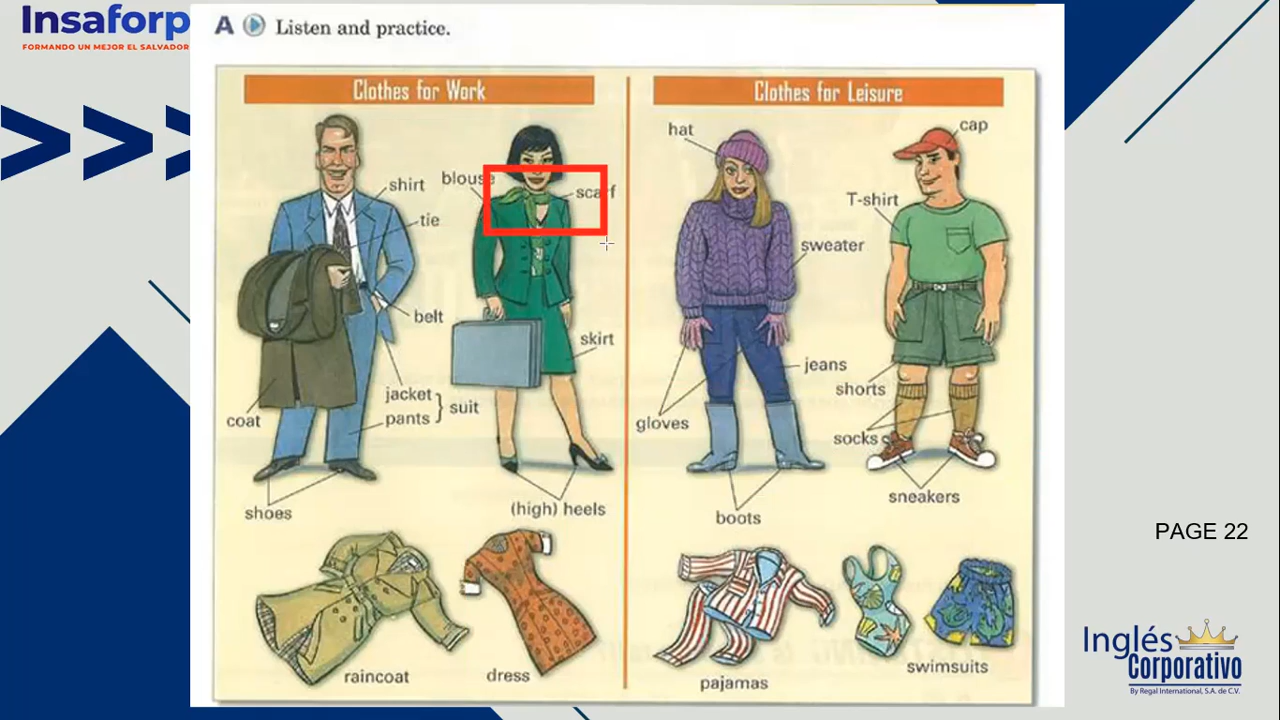 Insaforp
FORMANDO UN MEJOR EL SALVADOR
A Listen and practice.
Clothes for Work
shirt
tie
blouse
scarf
belt
skirt
jacket
pants
suit
coat
shoes
(high) heels
raincoat
dress
Clothes for Leisure
hat
cap
T-shirt
sweater
jeans
shorts
gloves
socks
sneakers
boots
pajamas
swimsuits
PAGE 22
Inglés
Corporativo
By Regal International, S.A. de C.V.